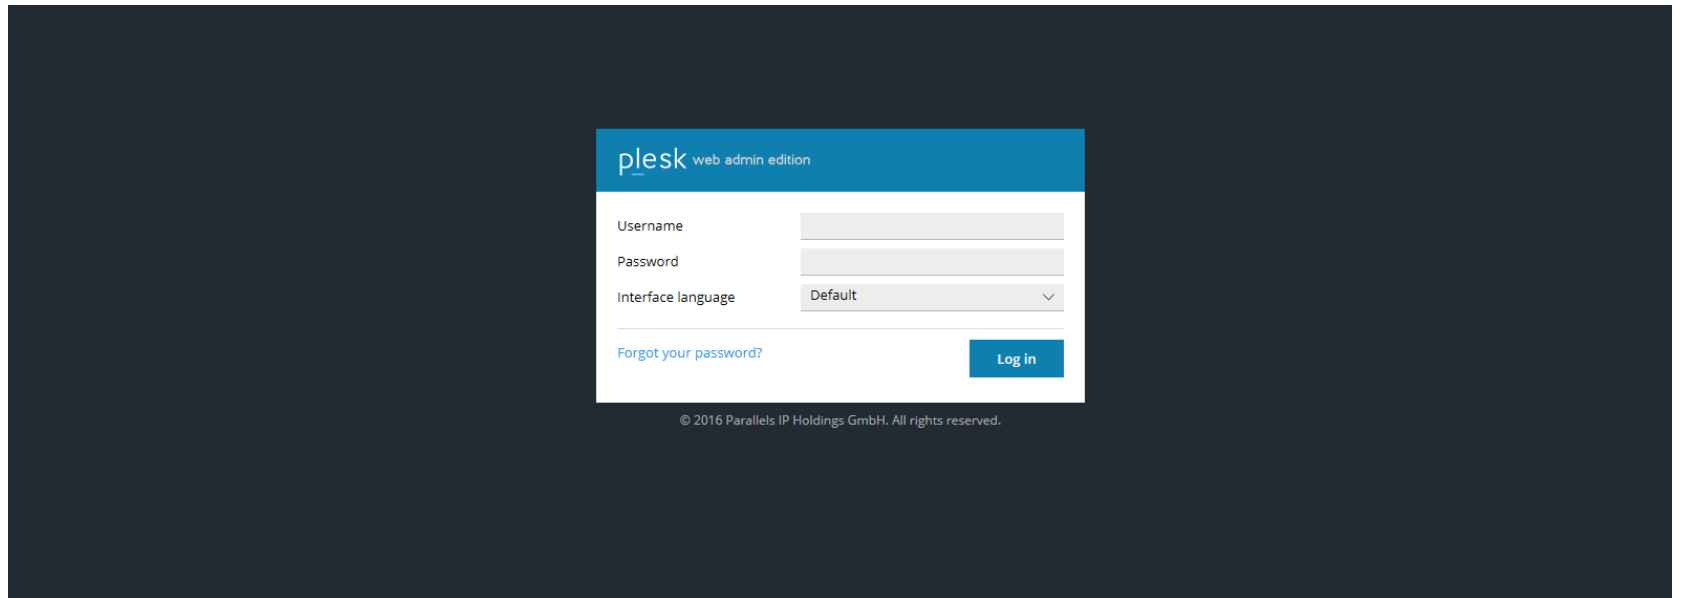 plesk web admin edition
Username
Password
Interface language Default
Forgot your password? Log in
© 2016 Parallels IP Holdings GmbH. All rights reserved.